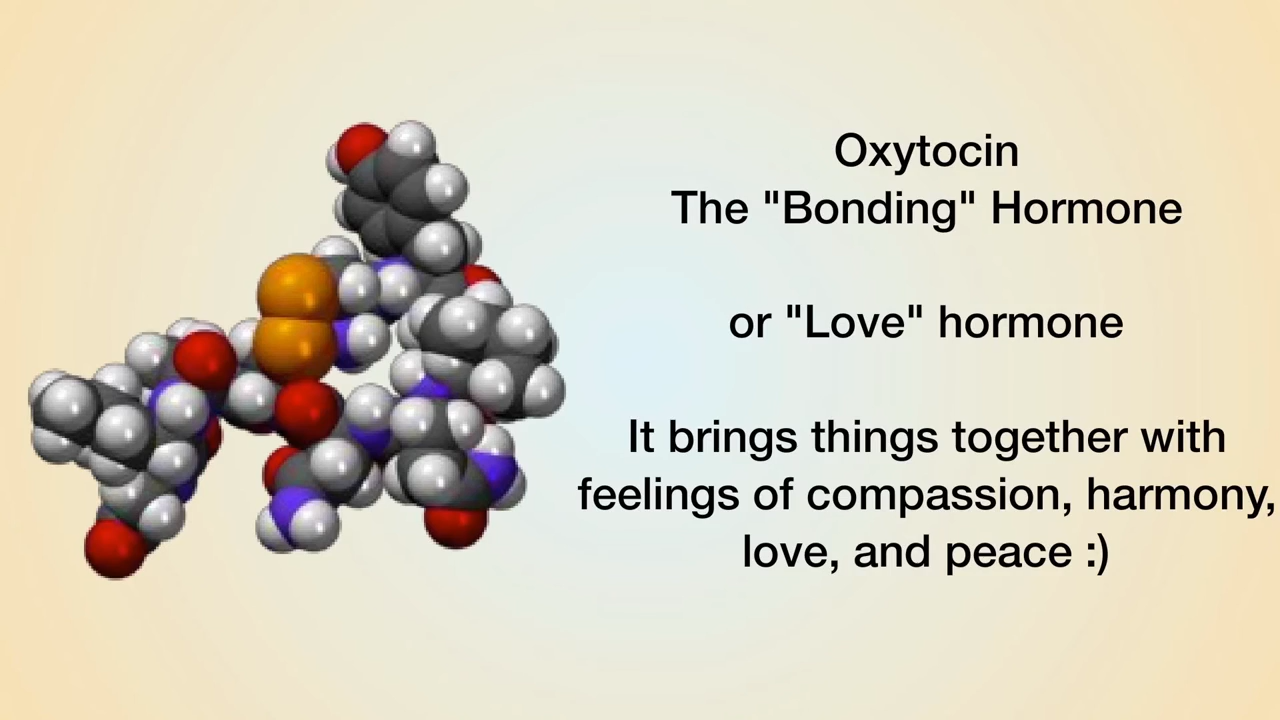 Oxytocin
The "Bonding" Hormone
or "Love" hormone
It brings things together with
feelings of compassion, harmony,
love, and peace :)